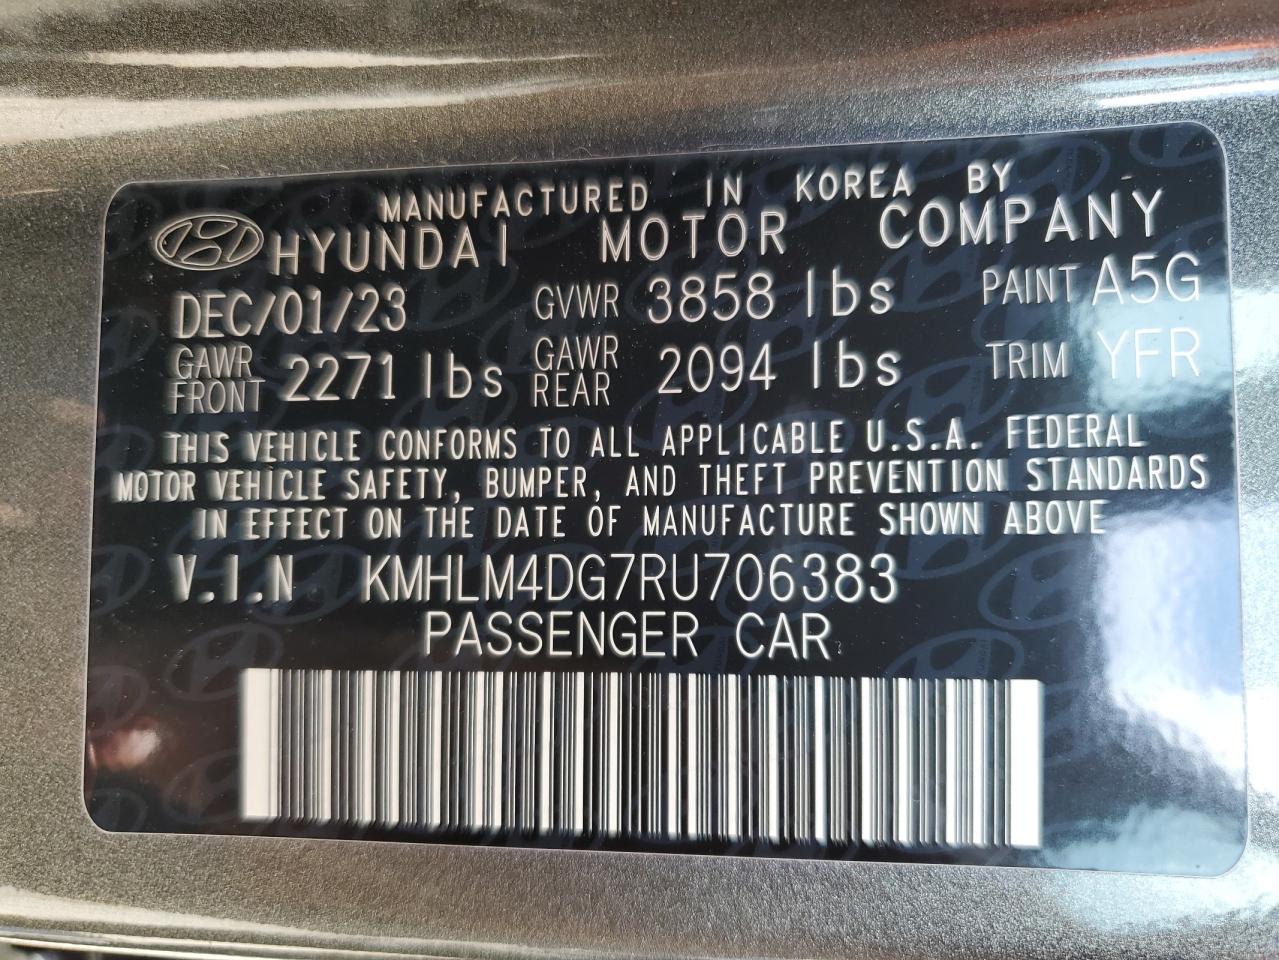 MANUFACTURED IN KOREA BY
HYUNDAI MOTOR COMPANY
DEC/01/23 GVWR 3858 lbs PAINT A5G
GAWR FRONT 2271 lbs GAWR REAR 2094 lbs TRIM YFR
THIS VEHICLE CONFORMS TO ALL APPLICABLE U.S.A. FEDERAL
MOTOR VEHICLE SAFETY, BUMPER, AND THEFT PREVENTION STANDARDS
IN EFFECT ON THE DATE OF MANUFACTURE SHOWN ABOVE
V.I.N KMHLM4DG7RU706383
PASSENGER CAR